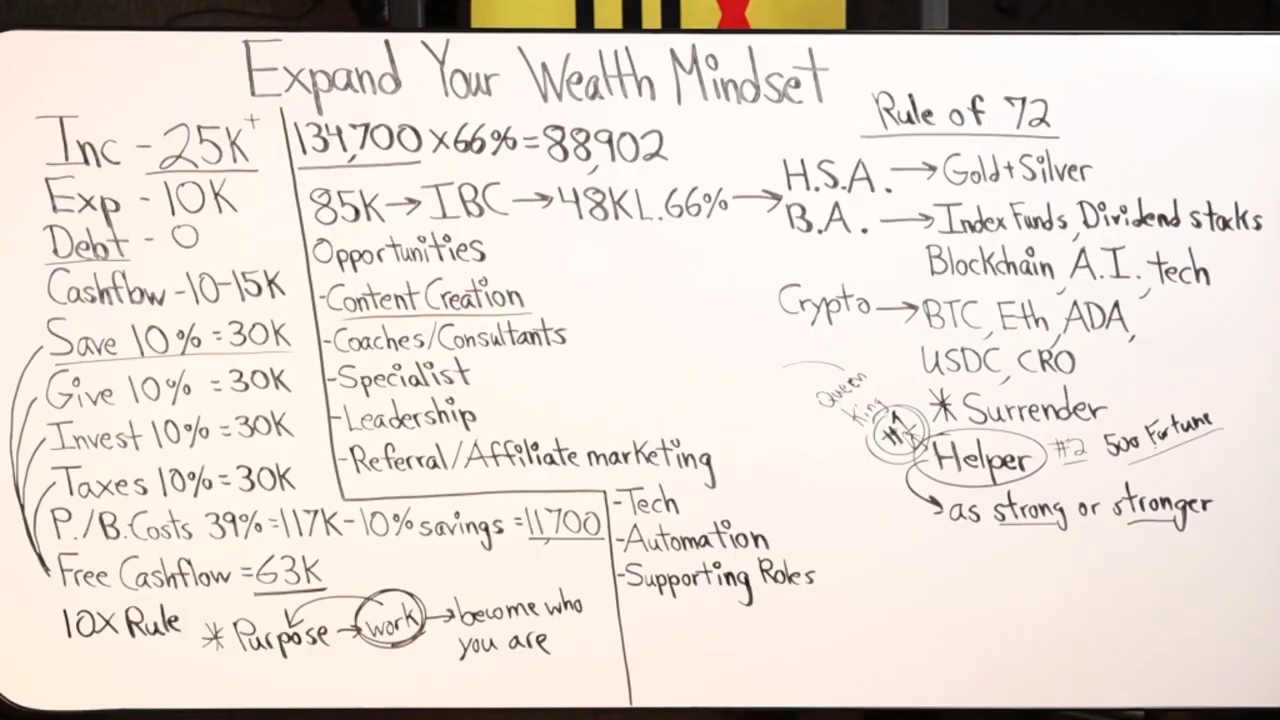 Expand Your Wealth Mindset
Inc - 25K+
Exp - 10K
Debt - 0
Cashflow - 10-15K
Save 10% = 30K
Give 10% = 30K
Invest 10% = 30K
Taxes 10% = 30K
P./B. Costs 39% = 117K - 10% savings = 11,700
Free Cashflow = 63K
10X Rule
* Purpose → work → become who
you are
134,700 x 66% = 88,902
85K → IBC → 48K L.66% →
Opportunities
- Content Creation
- Coaches/Consultants
- Specialist
- Leadership
- Referral/Affiliate marketing
- Tech
- Automation
- Supporting Roles
Rule of 72
H.S.A. → Gold + Silver
B.A. → Index Funds, Dividend stocks
Blockchain, A.I., tech
Crypto → BTC, Eth, ADA,
USDC, CRO
* Surrender
Queen
King
Helper #2 500 Fortune
as strong or stronger